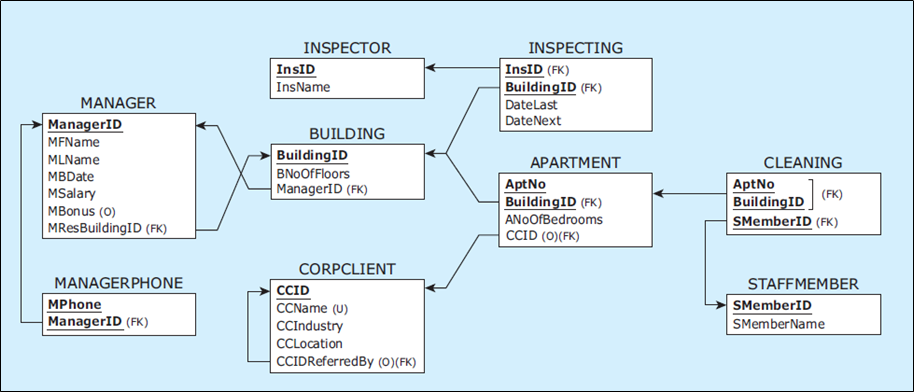 INSPECTOR
InsID
InsName
INSPECTING
InsID (FK)
BuildingID (FK)
DateLast
DateNext
MANAGER
ManagerID
MFName
MLName
MBDate
MSalary
MBonus (O)
MResBuildingID (FK)
BUILDING
BuildingID
BNoOfFloors
ManagerID (FK)
APARTMENT
AptNo
BuildingID (FK)
ANoOfBedrooms
CCID (O)(FK)
CLEANING
AptNo
BuildingID (FK)
SMemberID (FK)
MANAGERPHONE
MPhone
ManagerID (FK)
CORPCLIENT
CCID
CCName (U)
CCIndustry
CCLocation
CCIDReferredBy (O)(FK)
STAFFMEMBER
SMemberID
SMemberName